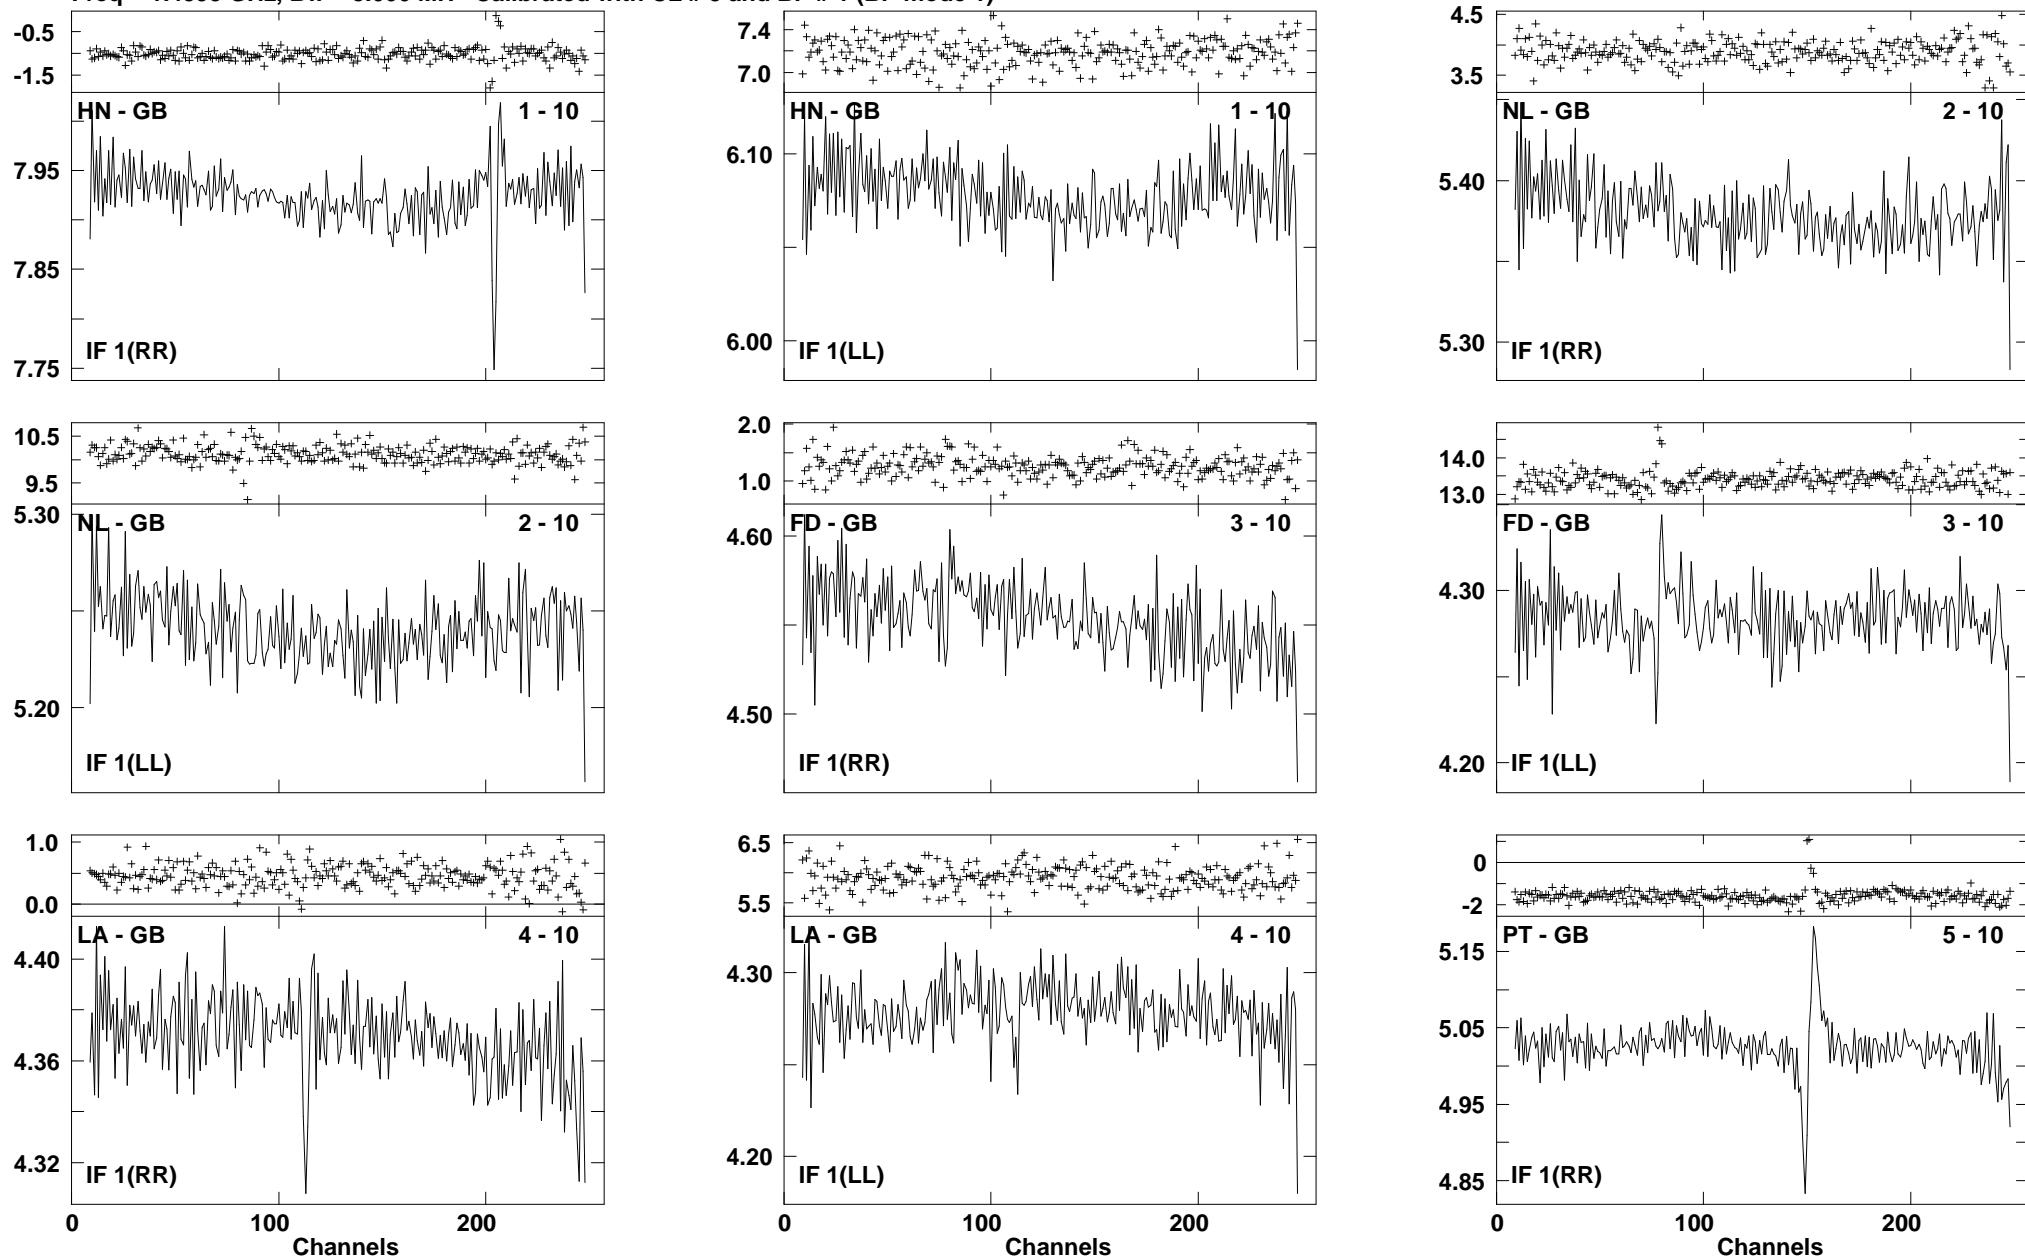 -0.5
-1.5
HN - GB 1 - 10
7.95
7.85
7.75
IF 1(RR)
7.4
7.0
HN - GB 1 - 10
6.10
6.00
IF 1(LL)
4.5
3.5
NL - GB 2 - 10
5.40
5.30
IF 1(RR)
10.5
9.5
5.30
NL - GB 2 - 10
5.20
IF 1(LL)
2.0
1.0
FD - GB 3 - 10
4.60
4.50
IF 1(RR)
14.0
13.0
FD - GB 3 - 10
4.30
4.20
IF 1(LL)
1.0
0.0
LA - GB 4 - 10
4.40
4.36
4.32
IF 1(RR)
0 100 200
Channels
6.5
5.5
LA - GB 4 - 10
4.30
4.20
IF 1(LL)
0 100 200
Channels
0
-2
PT - GB 5 - 10
5.15
5.05
4.95
4.85
IF 1(RR)
0 100 200
Channels